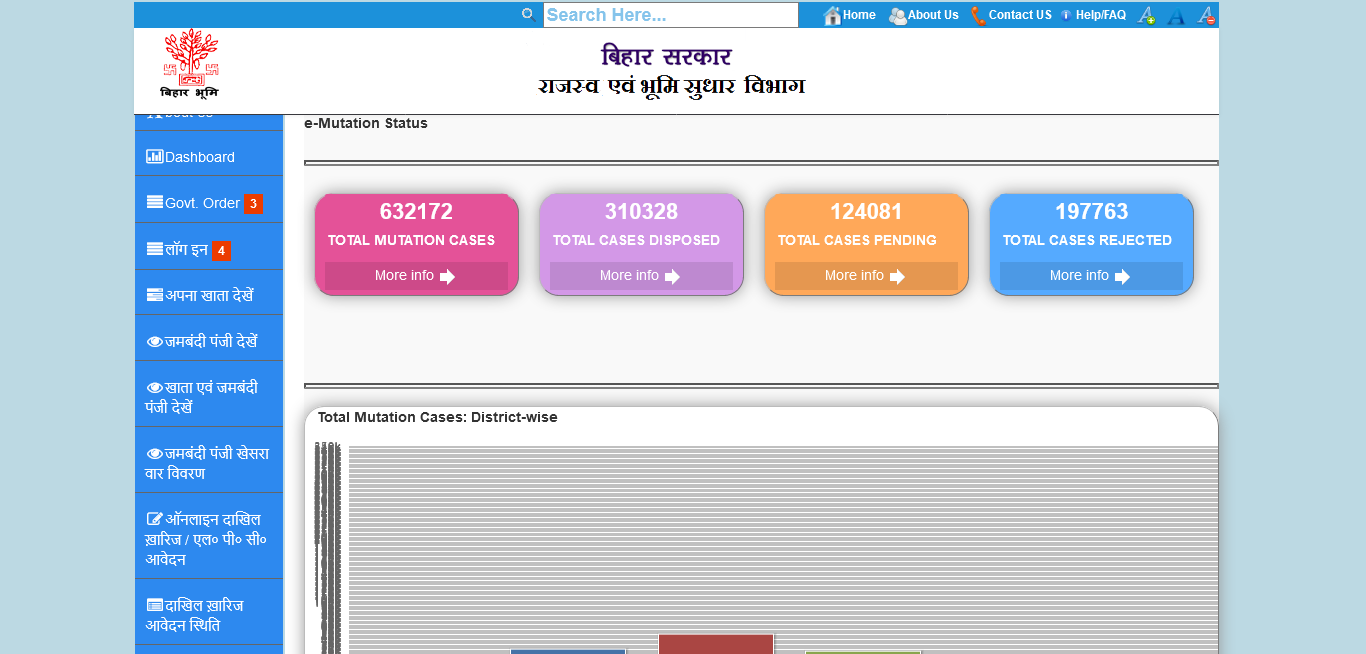 Search Here...
Home
About Us
Contact US
Help/FAQ
बिहार भूमि
बिहार सरकार
राजस्व एवं भूमि सुधार विभाग
About Us
Dashboard
Govt. Order 3
लॉग इन 4
अपना खाता देखें
जमबंदी पंजी देखें
खाता एवं जमबंदी
पंजी देखें
जमबंदी पंजी खेसरा
वार विवरण
ऑनलाइन दाखिल
ख़ारिज / एल० पी० सी०
आवेदन
दाखिल ख़ारिज
आवेदन स्थिति
e-Mutation Status
632172
TOTAL MUTATION CASES
More info
310328
TOTAL CASES DISPOSED
More info
124081
TOTAL CASES PENDING
More info
197763
TOTAL CASES REJECTED
More info
Total Mutation Cases: District-wise